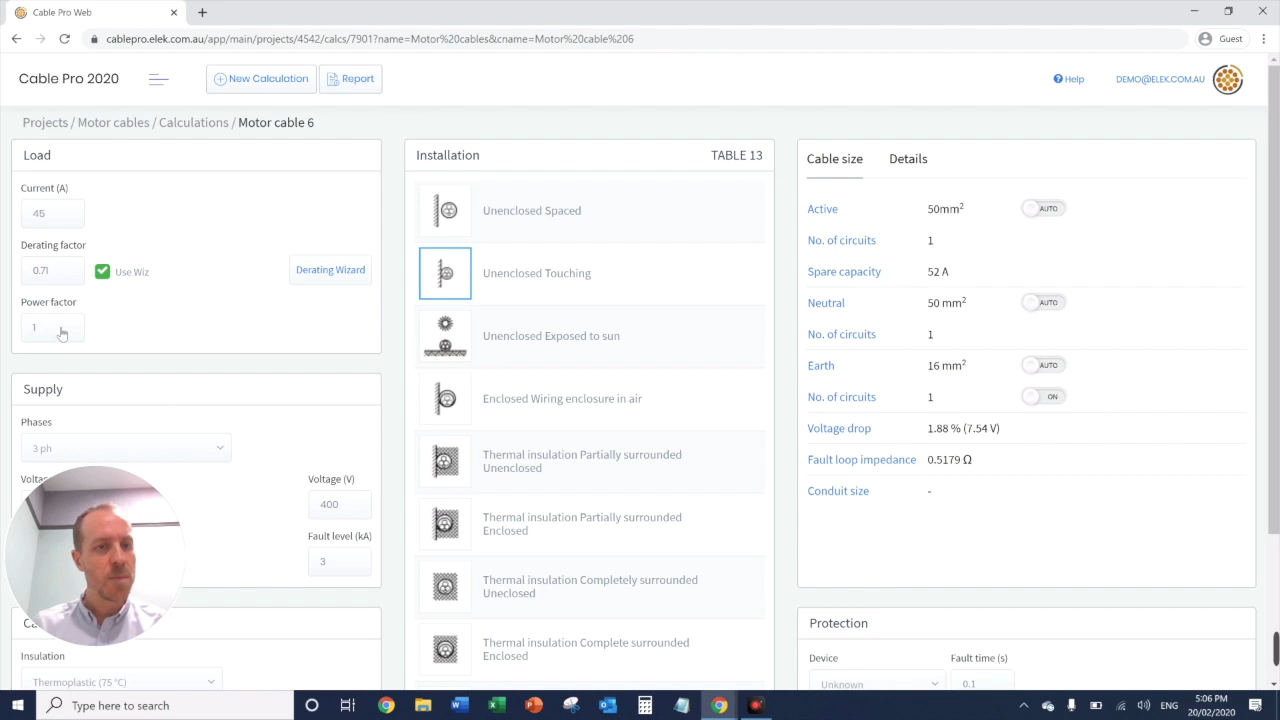 Cable Pro Web
cablepro.elek.com.au/app/main/projects/4542/calcs/7901?name=Motor%20cables&cname=Motor%20cable%206
Guest
Cable Pro 2020
New Calculation
Report
Help
DEMO@ELEK.COM.AU
Projects / Motor cables / Calculations / Motor cable 6
Load
Current (A)
45
Derating factor
0.71
Use Wiz
Derating Wizard
Power factor
1
Supply
Phases
3 ph
Voltage (V)
400
Fault level (kA)
3
Insulation
Thermoplastic (75 °C)
Installation
TABLE 13
Unenclosed Spaced
Unenclosed Touching
Unenclosed Exposed to sun
Enclosed Wiring enclosure in air
Thermal insulation Partially surrounded
Unenclosed
Thermal insulation Partially surrounded
Enclosed
Thermal insulation Completely surrounded
Uneclosed
Thermal insulation Complete surrounded
Enclosed
Cable size
Details
Active
50mm²
AUTO
No. of circuits
1
Spare capacity
52 A
Neutral
50 mm²
AUTO
No. of circuits
1
Earth
16 mm²
AUTO
No. of circuits
1
ON
Voltage drop
1.88 % (7.54 V)
Fault loop impedance
0.5179 Ω
Conduit size
-
Protection
Device
Unknown
Fault time (s)
0.1
Type here to search
ENG
5:06 PM
20/02/2020